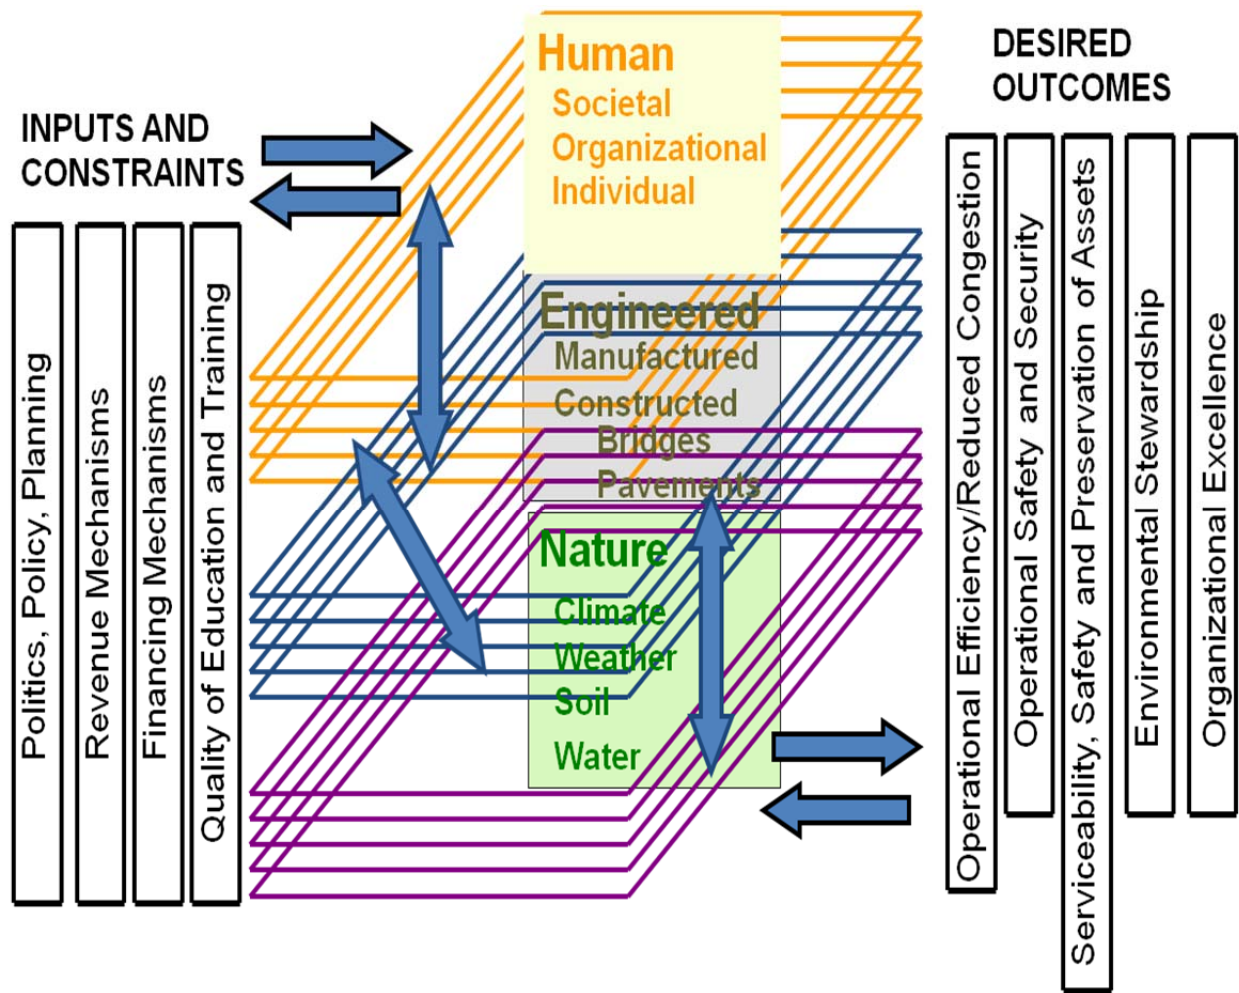 INPUTS AND
CONSTRAINTS
Politics, Policy, Planning
Revenue Mechanisms
Financing Mechanisms
Quality of Education and Training
Human
Societal
Organizational
Individual
Engineered
Manufactured
Constructed
Bridges
Pavements
Nature
Climate
Weather
Soil
Water
DESIRED
OUTCOMES
Operational Efficiency/Reduced Congestion
Operational Safety and Security
Serviceability, Safety and Preservation of Assets
Environmental Stewardship
Organizational Excellence